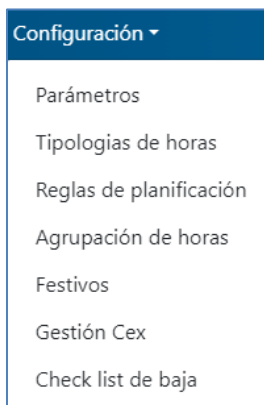 Configuración
Parámetros
Tipologias de horas
Reglas de planificación
Agrupación de horas
Festivos
Gestión Cex
Check list de baja